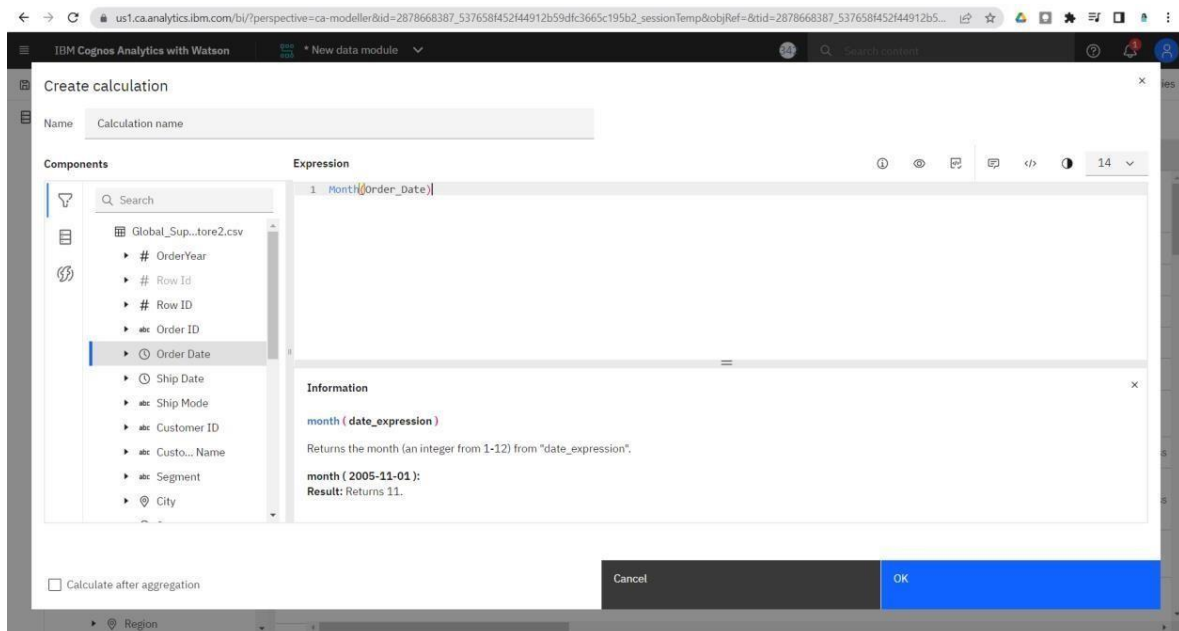 us1.ca.analytics.ibm.com/bi/?perspective=ca-modeller&id=2878668387_537658f452f44912b59dfc3665c195b2_sessionTemp&objRef=&tid=2878668387_537658f452f44912b5...
IBM Cognos Analytics with Watson
* New data module
Search content
1
Create calculation
ies
Name
Calculation name
Components
Expression
14
Search
1 Month(Order_Date)
Global_Sup...tore2.csv
# OrderYear
# Row Id
# Row ID
abc Order ID
Order Date
Ship Date
abc Ship Mode
abc Customer ID
abc Custo... Name
abc Segment
City
Information
month ( date_expression )
Returns the month (an integer from 1-12) from "date_expression".
month ( 2005-11-01 ):
Result: Returns 11.
Calculate after aggregation
Cancel
OK
Region